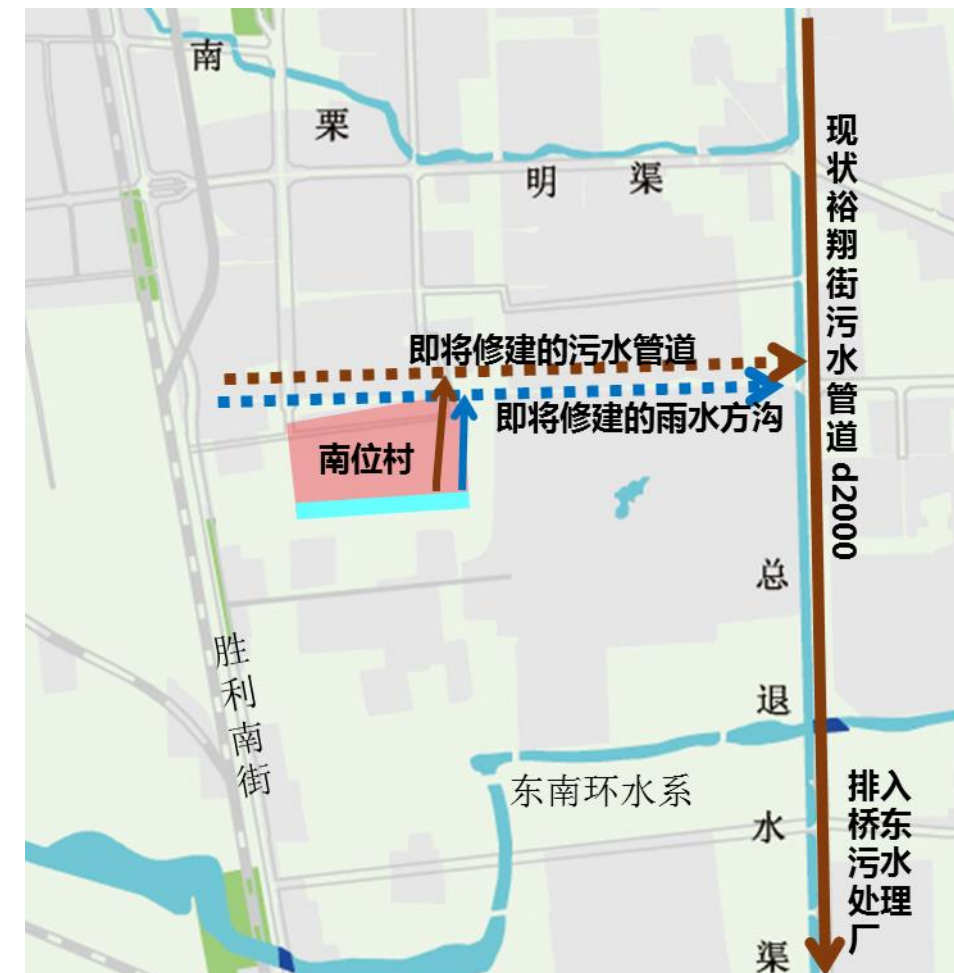 南栗明渠
现状裕翔街污水管道d2000
即将修建的污水管道
即将修建的雨水方沟
南位村
总退水渠
胜利南街
东南环水系
排入
桥东
污水
处理
厂